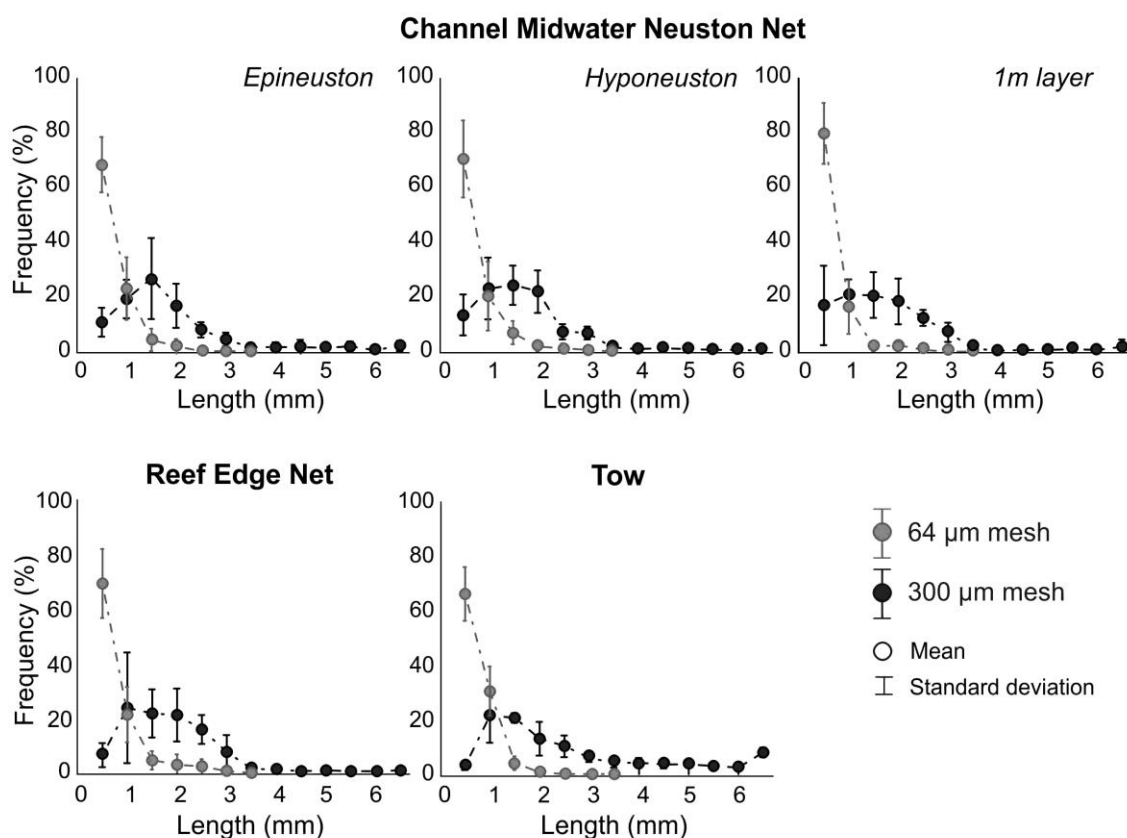 Channel Midwater Neuston Net
Epineuston
Hyponeuston
1m layer
Frequency (%)
100
80
60
40
20
0
0 1 2 3 4 5 6
Length (mm)
100
80
60
40
20
0
0 1 2 3 4 5 6
Length (mm)
100
80
60
40
20
0
0 1 2 3 4 5 6
Length (mm)
Reef Edge Net
Tow
Frequency (%)
100
80
60
40
20
0
0 1 2 3 4 5 6
Length (mm)
100
80
60
40
20
0
0 1 2 3 4 5 6
Length (mm)
64 µm mesh
300 µm mesh
Mean
Standard deviation